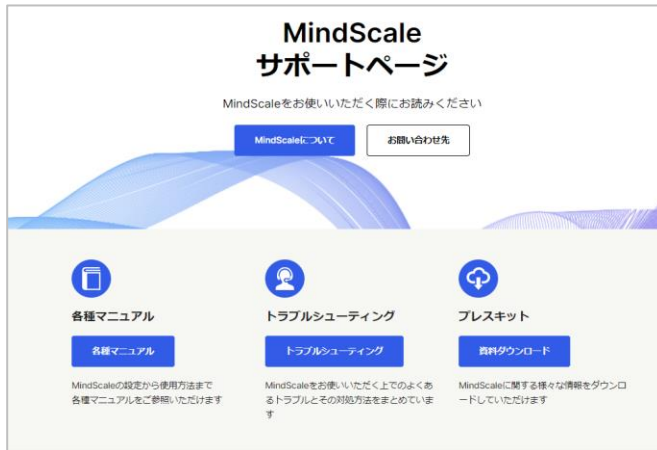 MindScale
サポートページ
MindScaleをお使いいただく際にお読みください
MindScaleについて
お問い合わせ先
各種マニュアル
各種マニュアル
MindScaleの設定から使用方法まで
各種マニュアルをご参照いただけます
トラブルシューティング
トラブルシューティング
MindScaleをお使いいただく上でのよくあ
るトラブルとその対処方法をまとめていま
す
プレスキット
資料ダウンロード
MindScaleに関する様々な情報をダウンロ
ードしていただけます